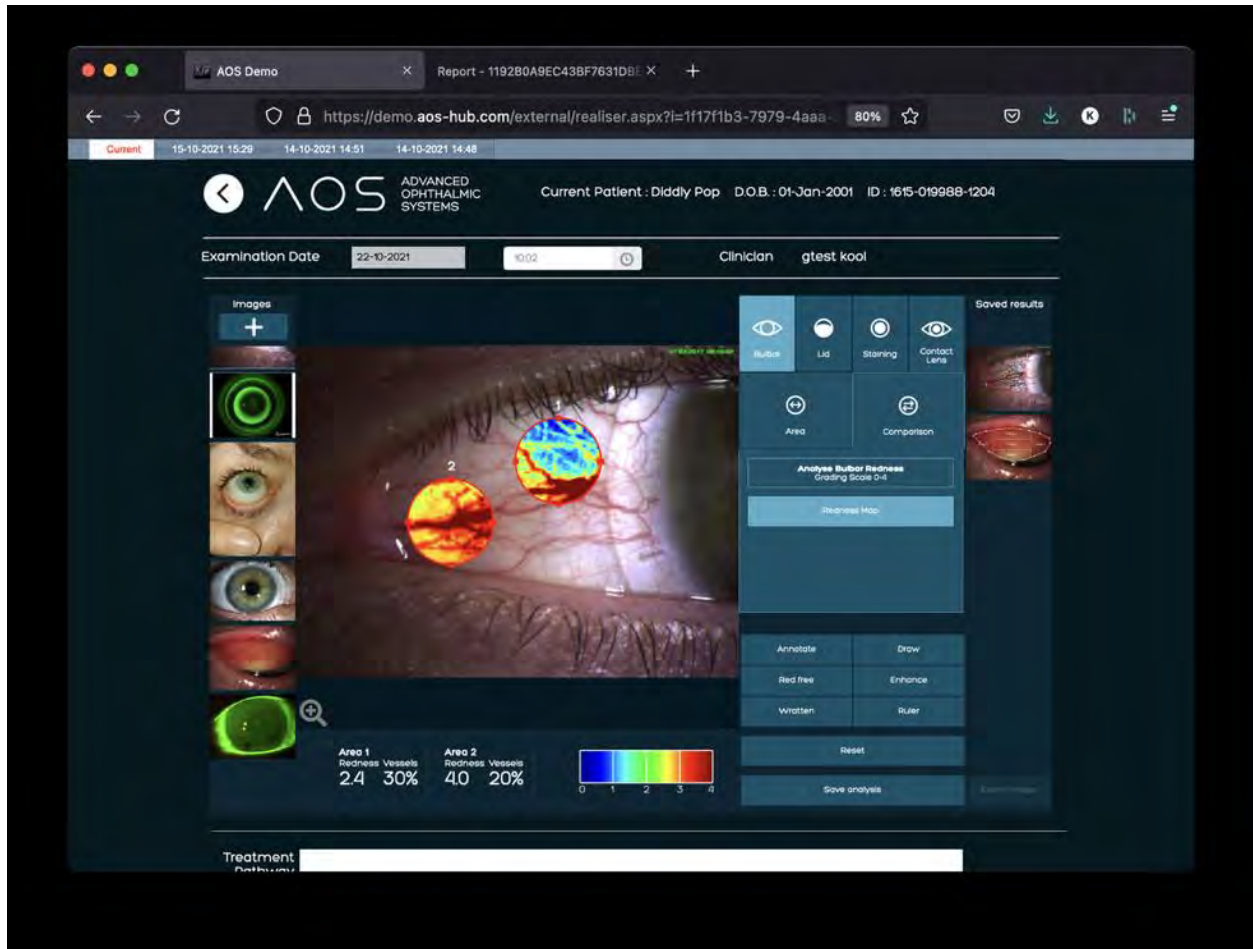 AOS Demo
Report - 1192B0A9EC43BF7631DB
https://demo.aos-hub.com/external/realiser.aspx?i=1f17f1b3-7979-4aaa-
80%
Current 15-10-2021 15:29 14-10-2021 14:51 14-10-2021 14:48
AOS
ADVANCED
OPHTHALMIC
SYSTEMS
Current Patient : Diddly Pop D.O.B. : 01-Jan-2001 ID : 1615-019988-1204
Examination Date 22-10-2021 10:02 Clinician gtest kool
Images
Saved results
Bulbar Lid Staining Contact
Lens
Area Comparison
Analyse Bulbar Redness
Grading Scale 0-4
Redness Map
2
Annotate Draw
Red free Enhance
Wratten Ruler
Reset
Save analysis
Area 1 Area 2
Redness Vessels Redness Vessels
2.4 30% 4.0 20%
0 1 2 3 4
Treatment
Pathway